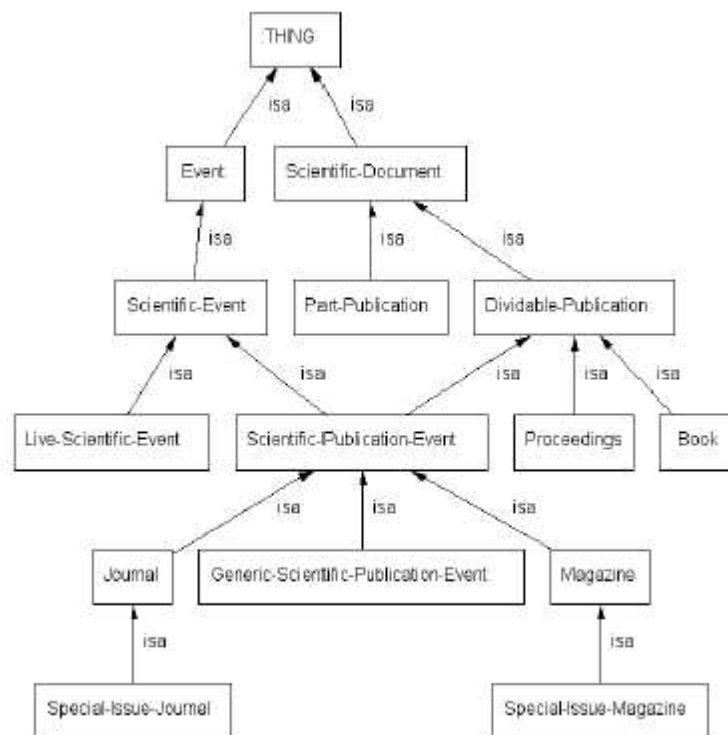 :THING
isa
isa
Event
Scientific-Document
isa
isa
isa
Scientific-Event
Part-Publication
Dividable-Publication
isa
isa
isa
isa
isa
Live-Scientific-Event
Scientific-IPublication-Event
Proceedings
Book
isa
isa
isa
Journal
Generic-Scientific-Publication-Event
Magazine
isa
isa
Special-Issue-Journal
Special-Issue-Magazine